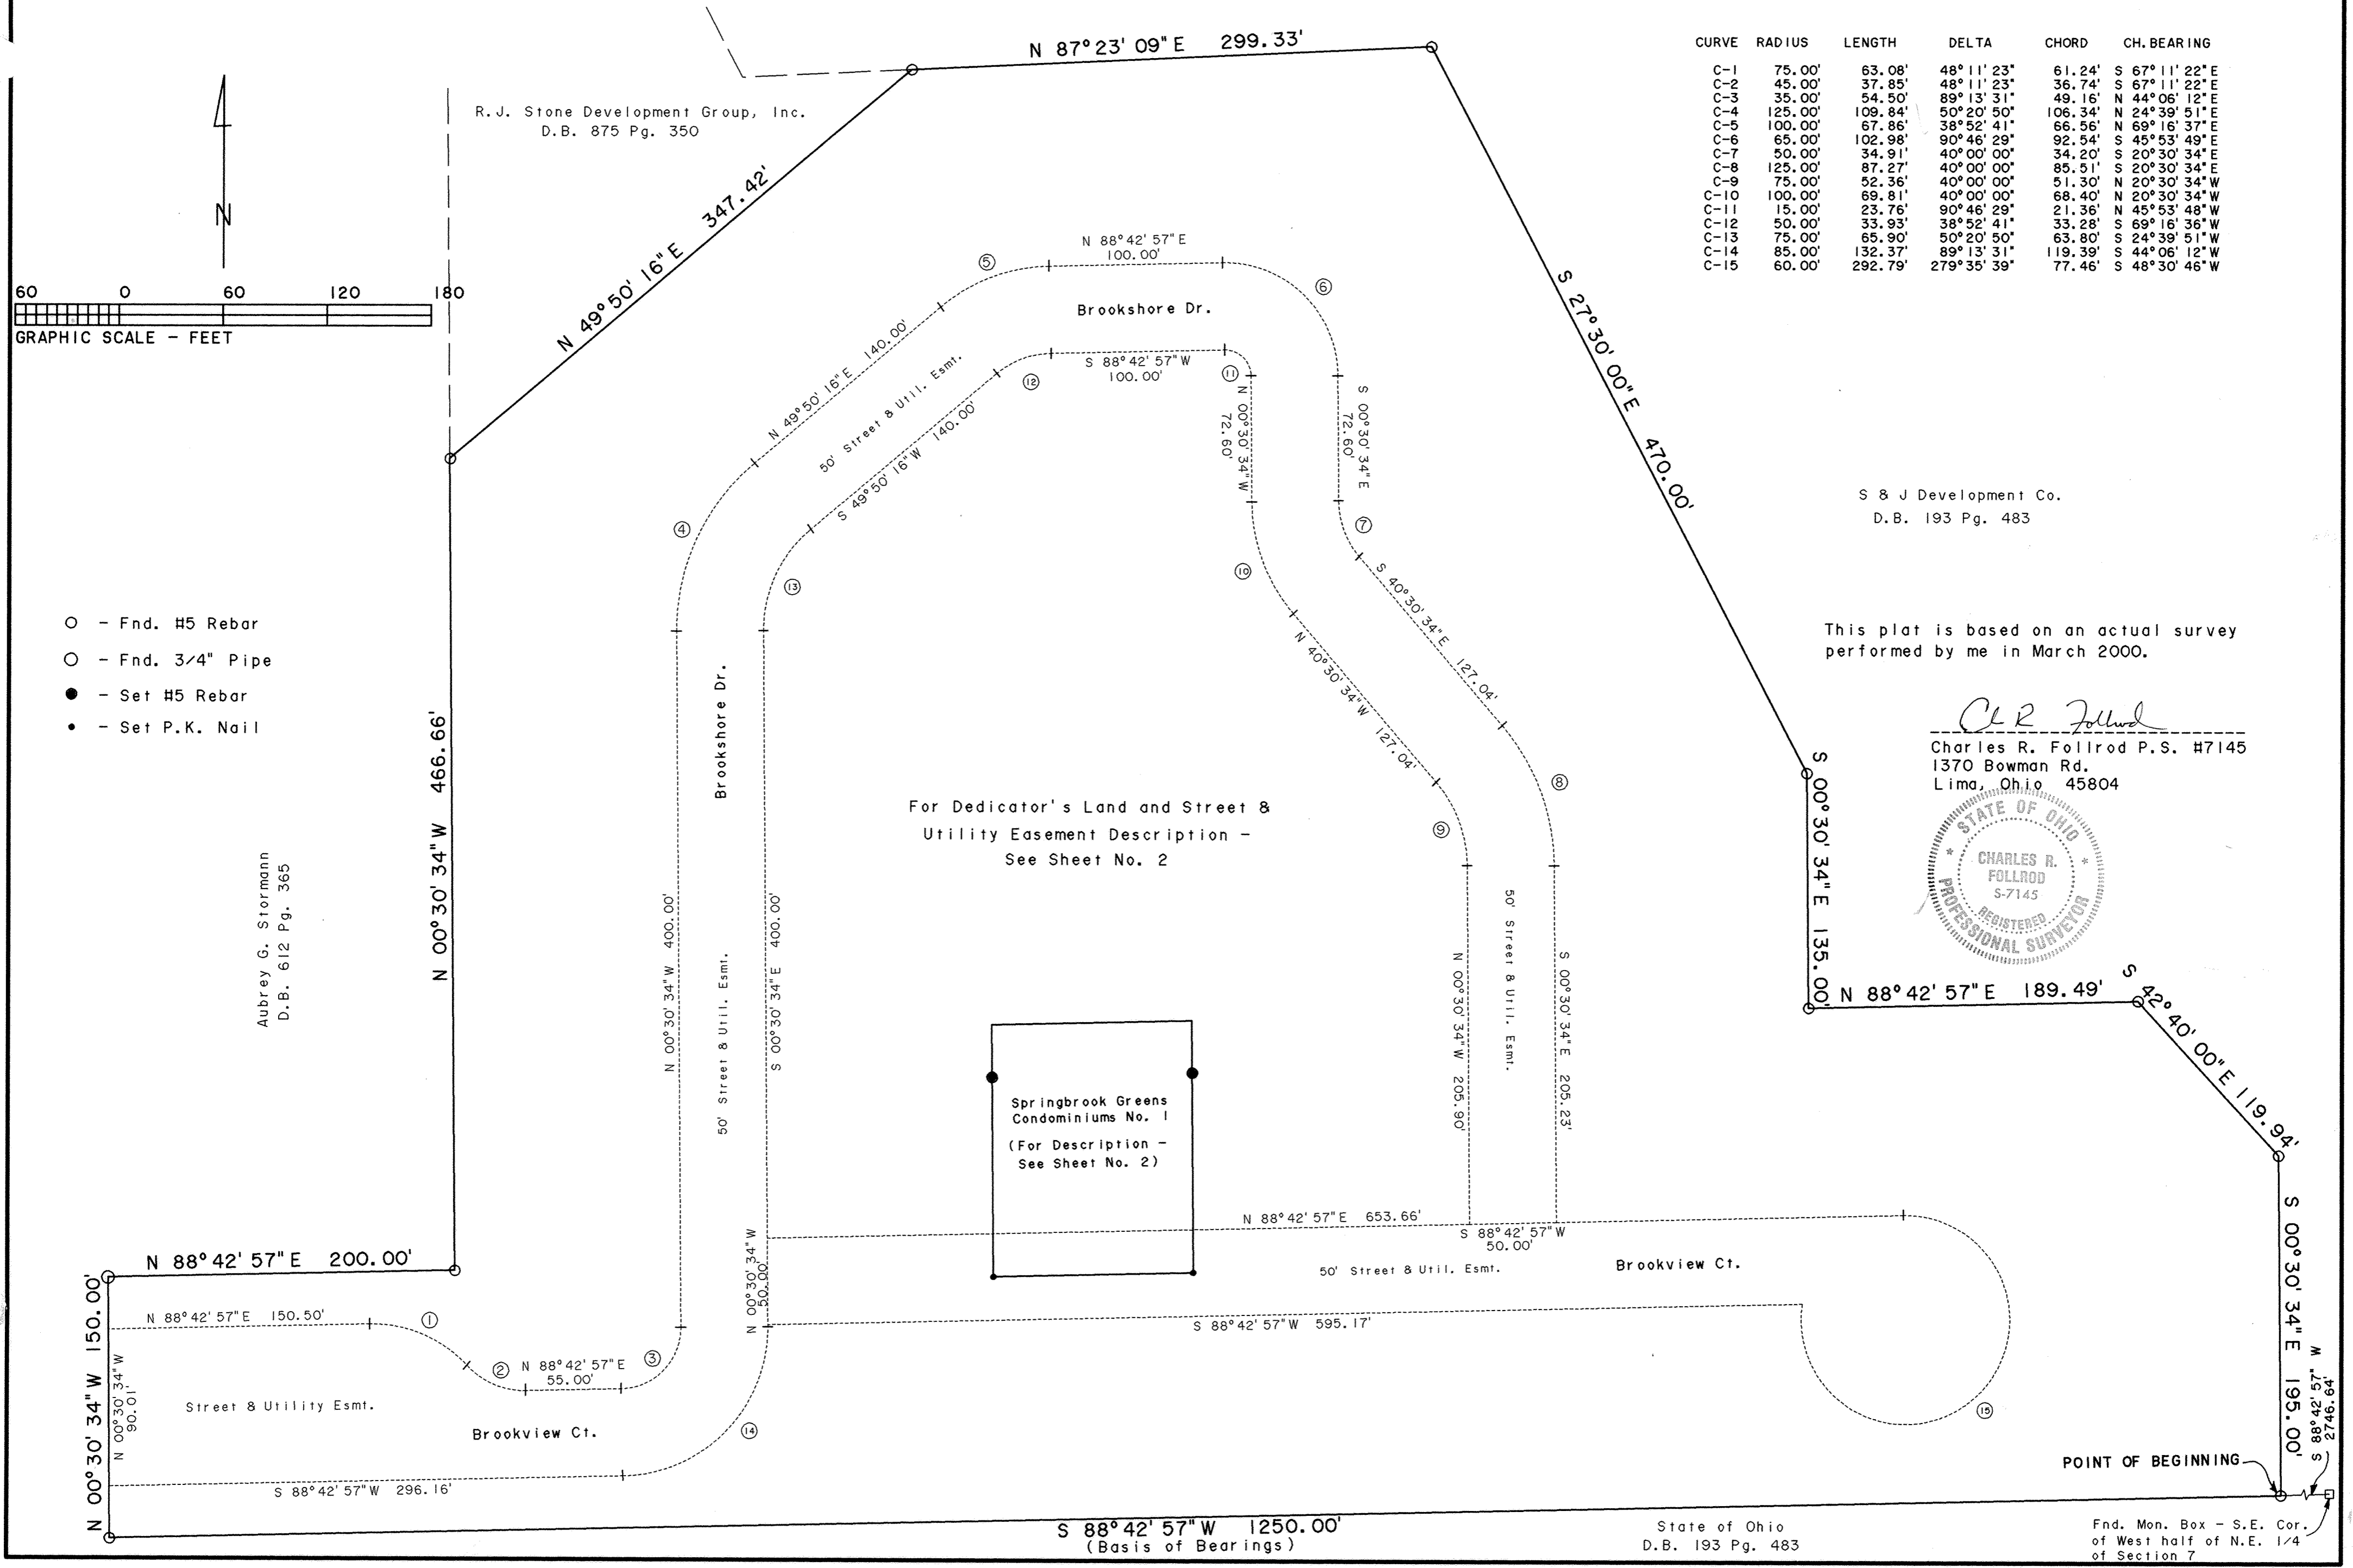 N 87°23'09"E 299.33'
CURVE RADIUS LENGTH DELTA CHORD CH.BEARING
C-1 75.00' 63.08' 48°11'23" 61.24' S 67°11'22"E
C-2 45.00' 37.85' 48°11'23" 36.74' S 67°11'22"E
C-3 35.00' 54.50' 89°13'31" 49.16' N 44°06'12"E
C-4 125.00' 109.84' 50°20'50" 106.34' N 24°39'51"E
C-5 100.00' 67.86' 38°52'41" 66.56' N 69°16'37"E
C-6 65.00' 102.98' 90°46'29" 92.54' S 45°53'49"E
C-7 50.00' 34.91' 40°00'00" 34.20' S 20°30'34"E
C-8 125.00' 87.27' 40°00'00" 85.51' S 20°30'34"E
C-9 75.00' 52.36' 40°00'00" 51.30' N 20°30'34"W
C-10 100.00' 69.81' 40°00'00" 68.40' N 20°30'34"W
C-11 15.00' 23.76' 90°46'29" 21.36' N 45°53'48"W
C-12 50.00' 33.93' 38°52'41" 33.28' S 69°16'36"W
C-13 75.00' 65.90' 50°20'50" 63.80' S 24°39'51"W
C-14 85.00' 132.37' 89°13'31" 119.39' S 44°06'12"W
C-15 60.00' 292.79' 279°35'39" 77.46' S 48°30'46"W
R.J. Stone Development Group, Inc.
D.B. 875 Pg. 350
N
60 0 60 120 180
GRAPHIC SCALE - FEET
N 49°50'16"E 347.42'
N 88°42'57"E
100.00'
5
6
Brookshore Dr.
S 88°42'57"W
100.00'
11
12
N 49°50'16"E 140.00'
50' Street & Util. Esmt.
S 49°50'16"W 140.00'
N 00°30'34"W
72.60'
S 00°30'34"E
72.60'
S 27°30'00"E 470.00'
4
13
7
10
S 40°30'34"E 127.04'
N 40°30'34"W 127.04'
8
9
S & J Development Co.
D.B. 193 Pg. 483
This plat is based on an actual survey
performed by me in March 2000.
Charles R. Follrod P.S. #7145
1370 Bowman Rd.
Lima, Ohio 45804
STATE OF OHIO
CHARLES R.
FOLLROD
S-7145
REGISTERED
PROFESSIONAL SURVEYOR
- Fnd. #5 Rebar
- Fnd. 3/4" Pipe
- Set #5 Rebar
- Set P.K. Nail
N 00°30'34"W 466.66'
Aubrey G. Stormann
D.B. 612 Pg. 365
Brookshore Dr.
N 00°30'34"W 400.00'
50' Street & Util. Esmt.
S 00°30'34"E 400.00'
For Dedicator's Land and Street &
Utility Easement Description -
See Sheet No. 2
Springbrook Greens
Condominiums No. 1
(For Description -
See Sheet No. 2)
N 00°30'34"W 205.90'
50' Street & Util. Esmt.
S 00°30'34"E 205.23'
S 00°30'34"E 135.00'
N 88°42'57"E 189.49'
S 42°40'00"E 119.94'
S 00°30'34"E 195.00'
S 88°42'57" W
2746.64'
N 88°42'57"E 653.66'
S 88°42'57"W
50.00'
50' Street & Util. Esmt.
Brookview Ct.
N 00°30'34"W
50.00'
S 88°42'57"W 595.17'
15
N 88°42'57"E 200.00'
N 00°30'34"W 150.00'
N 88°42'57"E 150.50'
1
2
N 88°42'57"E
55.00'
3
N 00°30'34"W
90.01'
Street & Utility Esmt.
Brookview Ct.
14
S 88°42'57"W 296.16'
POINT OF BEGINNING
S 88°42'57"W 1250.00'
(Basis of Bearings)
State of Ohio
D.B. 193 Pg. 483
Fnd. Mon. Box - S.E. Cor.
of West half of N.E. 1/4
of Section 7